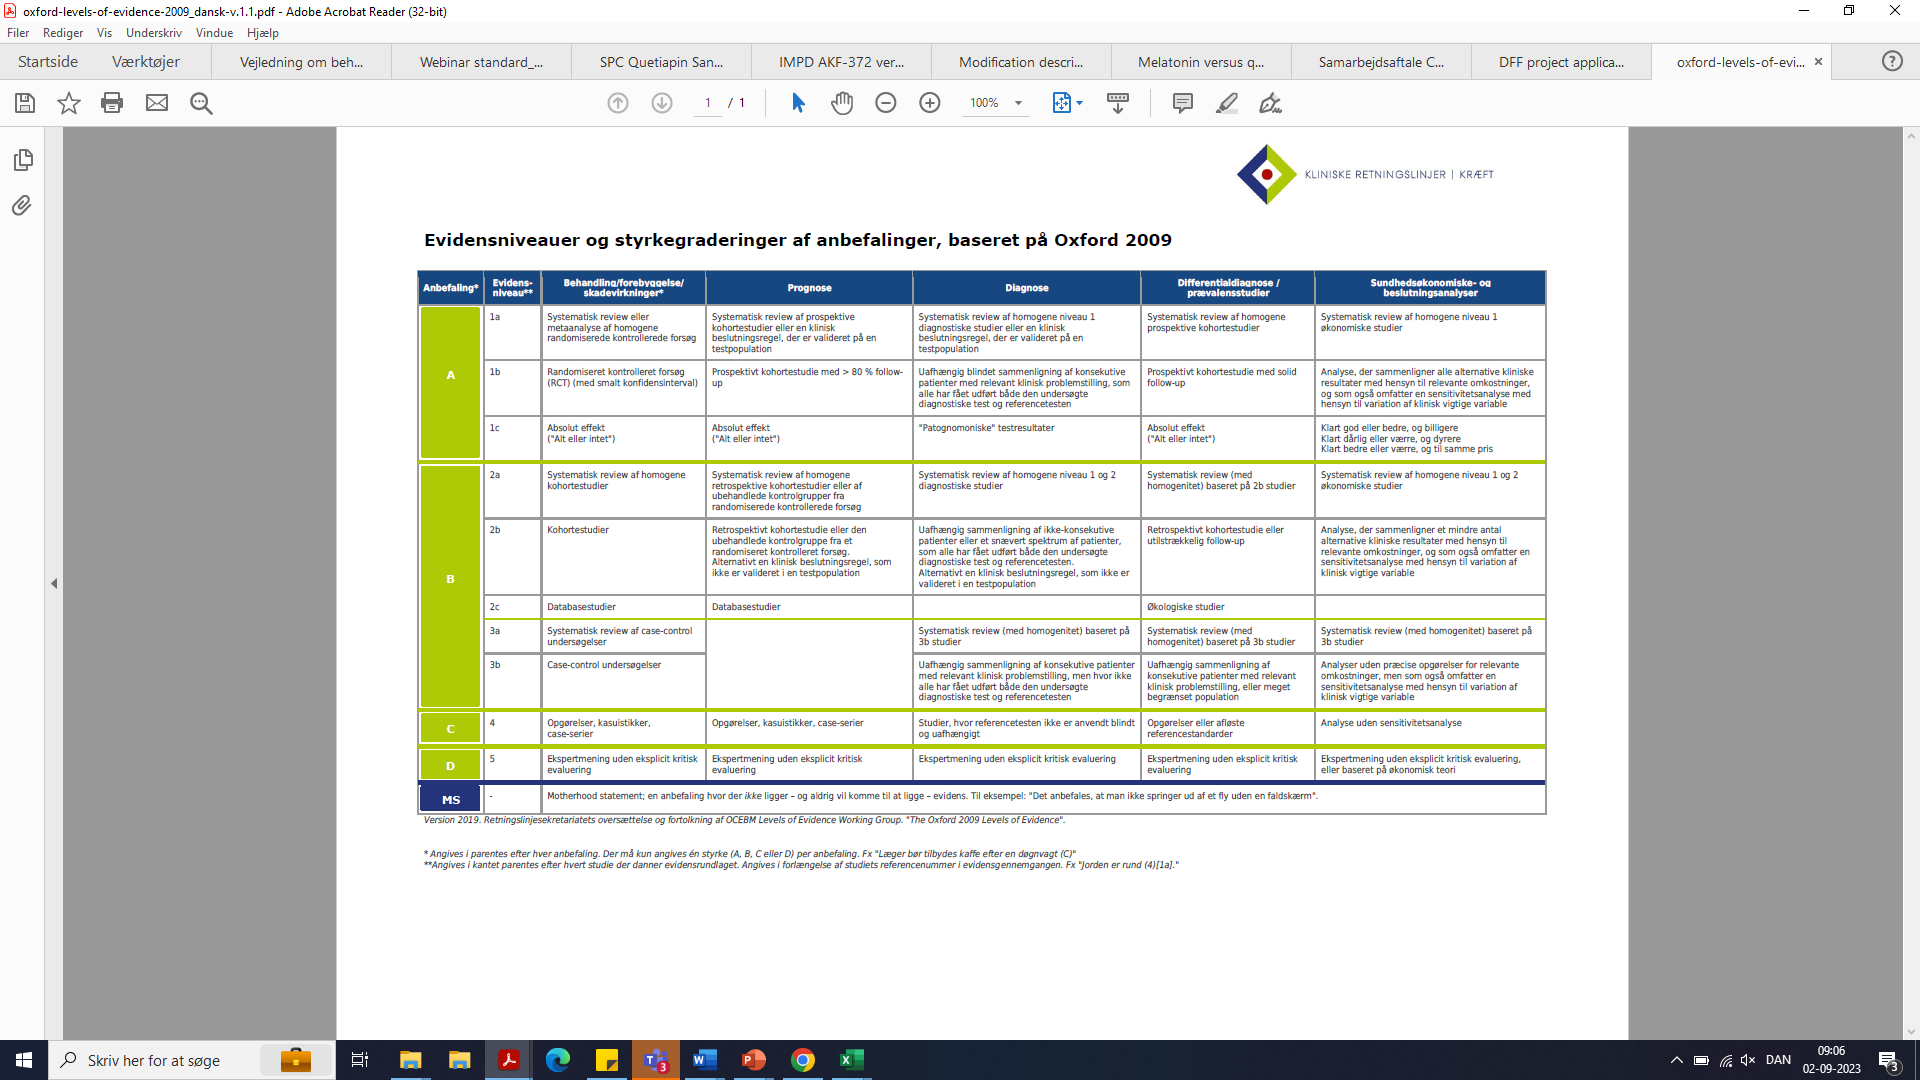 oxford-levels-of-evidence-2009_dansk-v.1.1.pdf - Adobe Acrobat Reader (32-bit)
Filer Rediger Vis Underskriv Vindue Hjælp
Startside Værktøjer Vejledning om beh... Webinar standard_... SPC Quetiapin San... IMPD AKF-372 ver... Modification descri... Melatonin versus q... Samarbejdsaftale C... DFF project applica... oxford-levels-of-evi...
1 / 1 100%
KLINISKE RETNINGSLINJER | KRÆFT
Evidensniveauer og styrkegraderinger af anbefalinger, baseret på Oxford 2009
Anbefaling*
Evidens-
niveau**
Behandling/forebyggelse/
skadevirkninger*
Prognose
Diagnose
Differentialdiagnose /
prævalensstudier
Sundhedsøkonomiske- og
beslutningsanalyser
A
1a
Systematisk review eller
metaanalyse af homogene
randomiserede kontrollerede forsøg
Systematisk review af prospektive
kohortestudier eller en klinisk
beslutningsregel, der er valideret på en
testpopulation
Systematisk review af homogene niveau 1
diagnostiske studier eller en klinisk
beslutningsregel, der er valideret på en
testpopulation
Systematisk review af homogene
prospektive kohortestudier
Systematisk review af homogene niveau 1
økonomiske studier
1b
Randomiseret kontrolleret forsøg
(RCT) (med smalt konfidensinterval)
Prospektivt kohortestudie med > 80 % follow-
up
Uafhængig blindet sammenligning af konsekutive
patienter med relevant klinisk problemstilling, som
alle har fået udført både den undersøgte
diagnostiske test og referencetesten
Prospektivt kohortestudie med solid
follow-up
Analyse, der sammenligner alle alternative kliniske
resultater med hensyn til relevante omkostninger,
og som også omfatter en sensitivitetsanalyse med
hensyn til variation af klinisk vigtige variable
1c
Absolut effekt
("Alt eller intet")
Absolut effekt
("Alt eller intet")
"Patognomoniske" testresultater
Absolut effekt
("Alt eller intet")
Klart god eller bedre, og billigere
Klart dårlig eller værre, og dyrere
Klart bedre eller værre, og til samme pris
B
2a
Systematisk review af homogene
kohortestudier
Systematisk review af homogene
retrospektive kohortestudier eller af
ubehandlede kontrolgrupper fra
randomiserede kontrollerede forsøg
Systematisk review af homogene niveau 1 og 2
diagnostiske studier
Systematisk review (med
homogenitet) baseret på 2b studier
Systematisk review af homogene niveau 1 og 2
økonomiske studier
2b
Kohortestudier
Retrospektivt kohortestudie eller den
ubehandlede kontrolgruppe fra et
randomiseret kontrolleret forsøg.
Alternativt en klinisk beslutningsregel, som
ikke er valideret i en testpopulation
Uafhængig sammenligning af ikke-konsekutive
patienter eller et snævert spektrum af patienter,
som alle har fået udført både den undersøgte
diagnostiske test og referencetesten.
Alternativt en klinisk beslutningsregel, som ikke er
valideret i en testpopulation
Retrospektivt kohortestudie eller
utilstrækkelig follow-up
Analyse, der sammenligner et mindre antal
alternative kliniske resultater med hensyn til
relevante omkostninger, og som også omfatter en
sensitivitetsanalyse med hensyn til variation af
klinisk vigtige variable
2c
Databasestudier
Databasestudier
Økologiske studier
3a
Systematisk review af case-control
undersøgelser
Systematisk review (med homogenitet) baseret på
3b studier
Systematisk review (med
homogenitet) baseret på 3b studier
Systematisk review (med homogenitet) baseret på
3b studier
3b
Case-control undersøgelser
Uafhængig sammenligning af konsekutive patienter
med relevant klinisk problemstilling, men hvor ikke
alle har fået udført både den undersøgte
diagnostiske test og referencetesten
Uafhængig sammenligning af
konsekutive patienter med relevant
klinisk problemstilling, eller meget
begrænset population
Analyser uden præcise opgørelser for relevante
omkostninger, men som også omfatter en
sensitivitetsanalyse med hensyn til variation af
klinisk vigtige variable
C
4
Opgørelser, kasuistikker,
case-serier
Opgørelser, kasuistikker, case-serier
Studier, hvor referencetesten ikke er anvendt blindt
og uafhængigt
Opgørelser eller afløste
referencestandarder
Analyse uden sensitivitetsanalyse
D
5
Ekspertmening uden eksplicit kritisk
evaluering
Ekspertmening uden eksplicit kritisk
evaluering
Ekspertmening uden eksplicit kritisk evaluering
Ekspertmening uden eksplicit kritisk
evaluering
Ekspertmening uden eksplicit kritisk evaluering,
eller baseret på økonomisk teori
MS
-
Motherhood statement; en anbefaling hvor der ikke ligger – og aldrig vil komme til at ligge – evidens. Til eksempel: "Det anbefales, at man ikke springer ud af et fly uden en faldskærm".
Version 2019. Retningslinjesekretariatets oversættelse og fortolkning af OCEBM Levels of Evidence Working Group. "The Oxford 2009 Levels of Evidence".
* Angives i parentes efter hver anbefaling. Der må kun angives én styrke (A, B, C eller D) per anbefaling. Fx "Læger bør tilbydes kaffe efter en døgnvagt (C)"
**Angives i kantet parentes efter hvert studie der danner evidensrundlaget. Angives i forlængelse af studiets referencenummer i evidensgennemgangen. Fx "Jorden er rund (4)[1a]."
Skriv her for at søge
3
DAN
09:06
02-09-2023
3